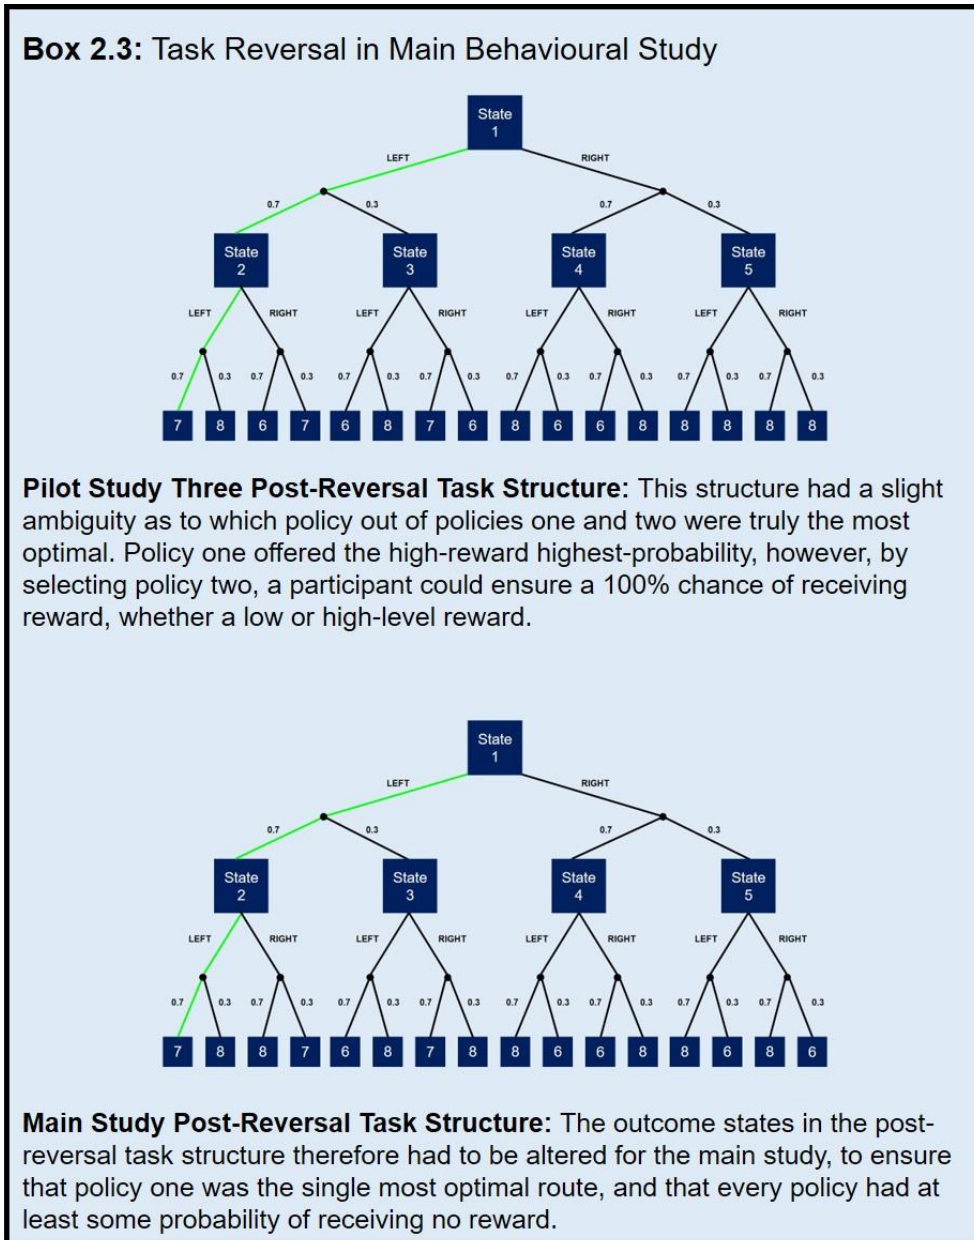 Box 2.3: Task Reversal in Main Behavioural Study
State
1
LEFT RIGHT
0.7 0.3 0.7 0.3
State State State State
2 3 4 5
LEFT RIGHT LEFT RIGHT LEFT RIGHT LEFT RIGHT
0.7 0.3 0.7 0.3 0.7 0.3 0.7 0.3 0.7 0.3 0.7 0.3 0.7 0.3 0.7 0.3
7 8 6 7 6 8 7 6 8 6 6 8 8 8 8 8
Pilot Study Three Post-Reversal Task Structure: This structure had a slight
ambiguity as to which policy out of policies one and two were truly the most
optimal. Policy one offered the high-reward highest-probability, however, by
selecting policy two, a participant could ensure a 100% chance of receiving
reward, whether a low or high-level reward.
State
1
LEFT RIGHT
0.7 0.3 0.7 0.3
State State State State
2 3 4 5
LEFT RIGHT LEFT RIGHT LEFT RIGHT LEFT RIGHT
0.7 0.3 0.7 0.3 0.7 0.3 0.7 0.3 0.7 0.3 0.7 0.3 0.7 0.3 0.7 0.3
7 8 8 7 6 8 7 8 8 6 6 8 8 6 8 6
Main Study Post-Reversal Task Structure: The outcome states in the post-
reversal task structure therefore had to be altered for the main study, to ensure
that policy one was the single most optimal route, and that every policy had at
least some probability of receiving no reward.